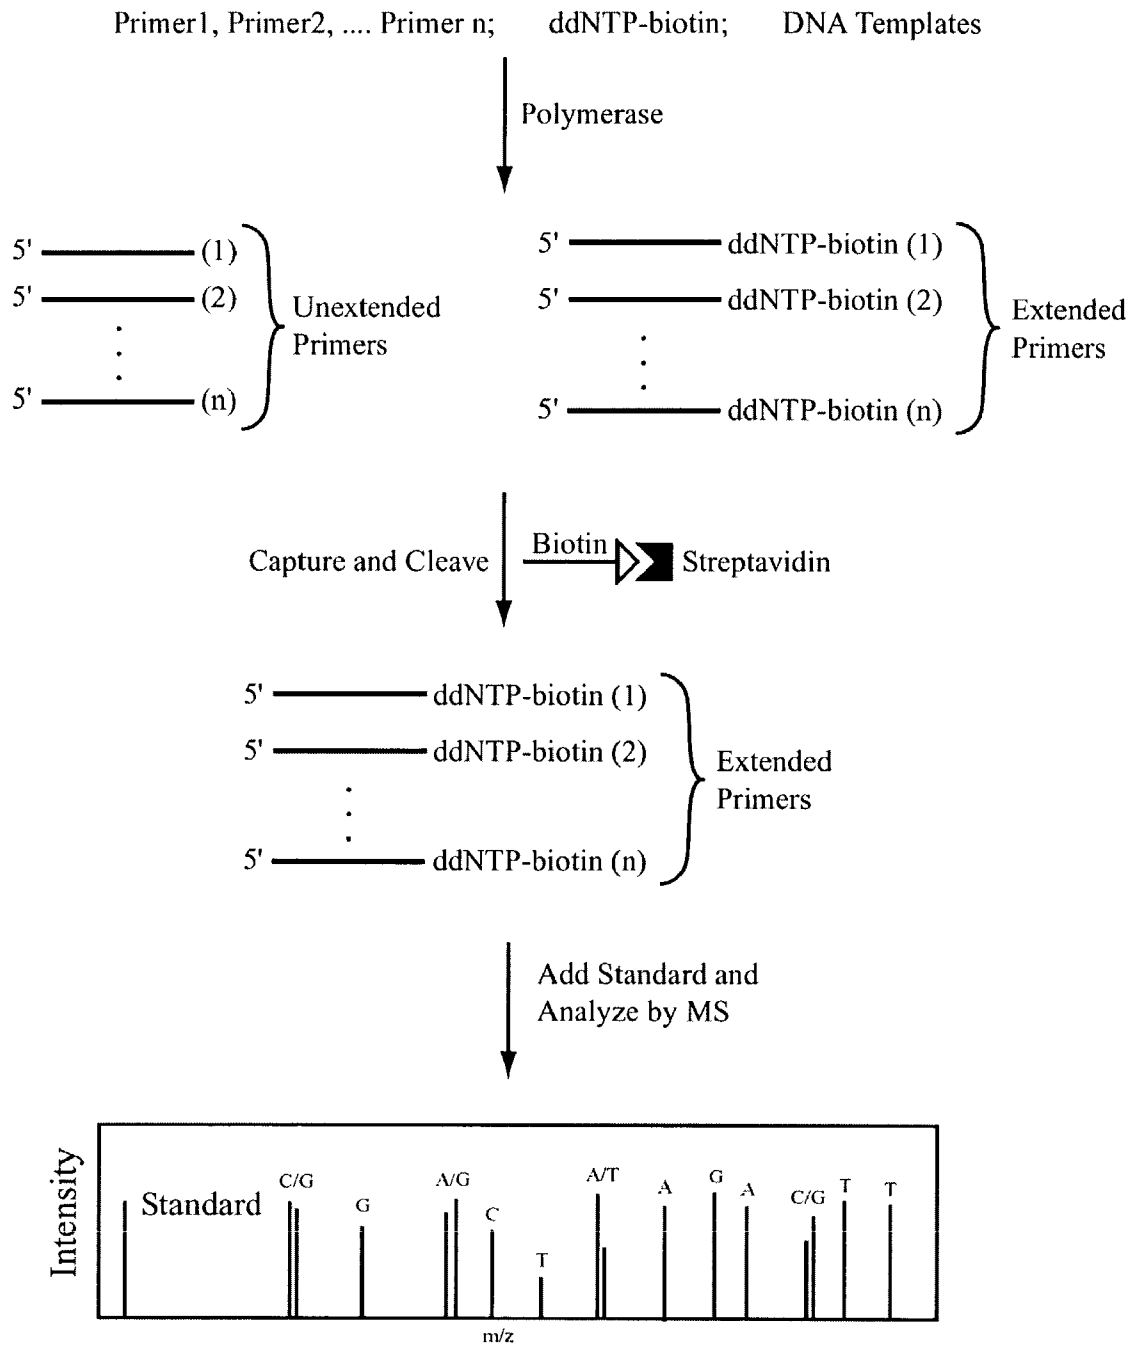 Primer1, Primer2, .... Primer n; ddNTP-biotin; DNA Templates
Polymerase
5' (1)
5' (2)
5' (n)
Unextended
Primers
5' ddNTP-biotin (1)
5' ddNTP-biotin (2)
5' ddNTP-biotin (n)
Extended
Primers
Capture and Cleave
Biotin
Streptavidin
5' ddNTP-biotin (1)
5' ddNTP-biotin (2)
5' ddNTP-biotin (n)
Extended
Primers
Add Standard and
Analyze by MS
Intensity
Standard
C/G
G
A/G
C
T
A/T
A
G
A
C/G
T
T
m/z